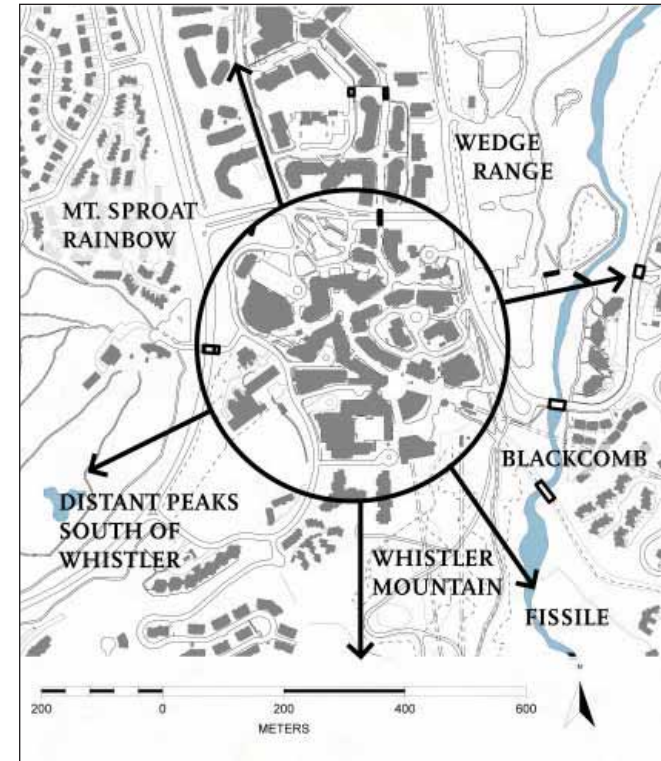 WEDGE
RANGE
MT. SPROAT
RAINBOW
BLACKCOMB
DISTANT PEAKS
SOUTH OF
WHISTLER
WHISTLER
MOUNTAIN
FISSILE
200 0 200 400 600
METERS